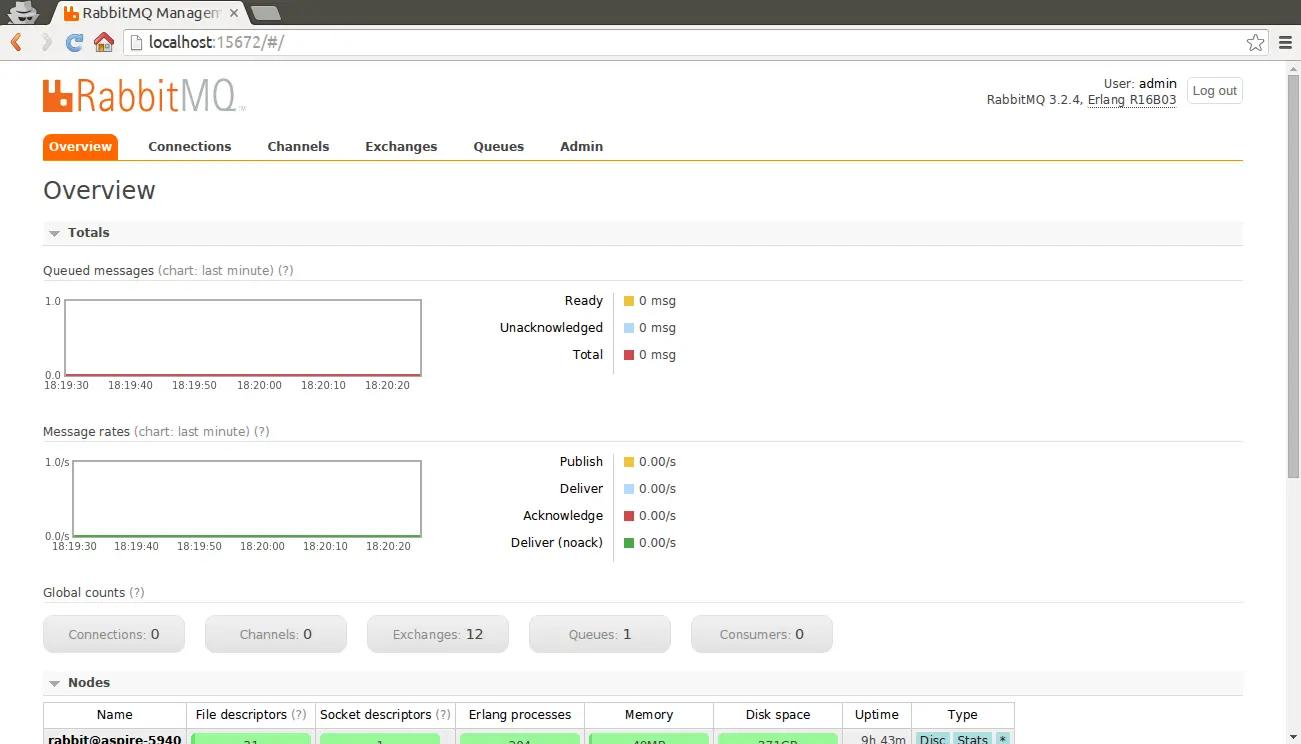 RabbitMQ Managem
localhost:15672/#/
RabbitMQ™
User: admin
RabbitMQ 3.2.4, Erlang R16B03
Log out
Overview Connections Channels Exchanges Queues Admin
Overview
Totals
Queued messages (chart: last minute) (?)
1.0
0.0
18:19:30 18:19:40 18:19:50 18:20:00 18:20:10 18:20:20
Ready 0 msg
Unacknowledged 0 msg
Total 0 msg
Message rates (chart: last minute) (?)
1.0/s
0.0/s
18:19:30 18:19:40 18:19:50 18:20:00 18:20:10 18:20:20
Publish 0.00/s
Deliver 0.00/s
Acknowledge 0.00/s
Deliver (noack) 0.00/s
Global counts (?)
Connections: 0 Channels: 0 Exchanges: 12 Queues: 1 Consumers: 0
Nodes
Name File descriptors (?) Socket descriptors (?) Erlang processes Memory Disk space Uptime Type
rabbit@aspire-5940 1 9h 43m Disc Stats *